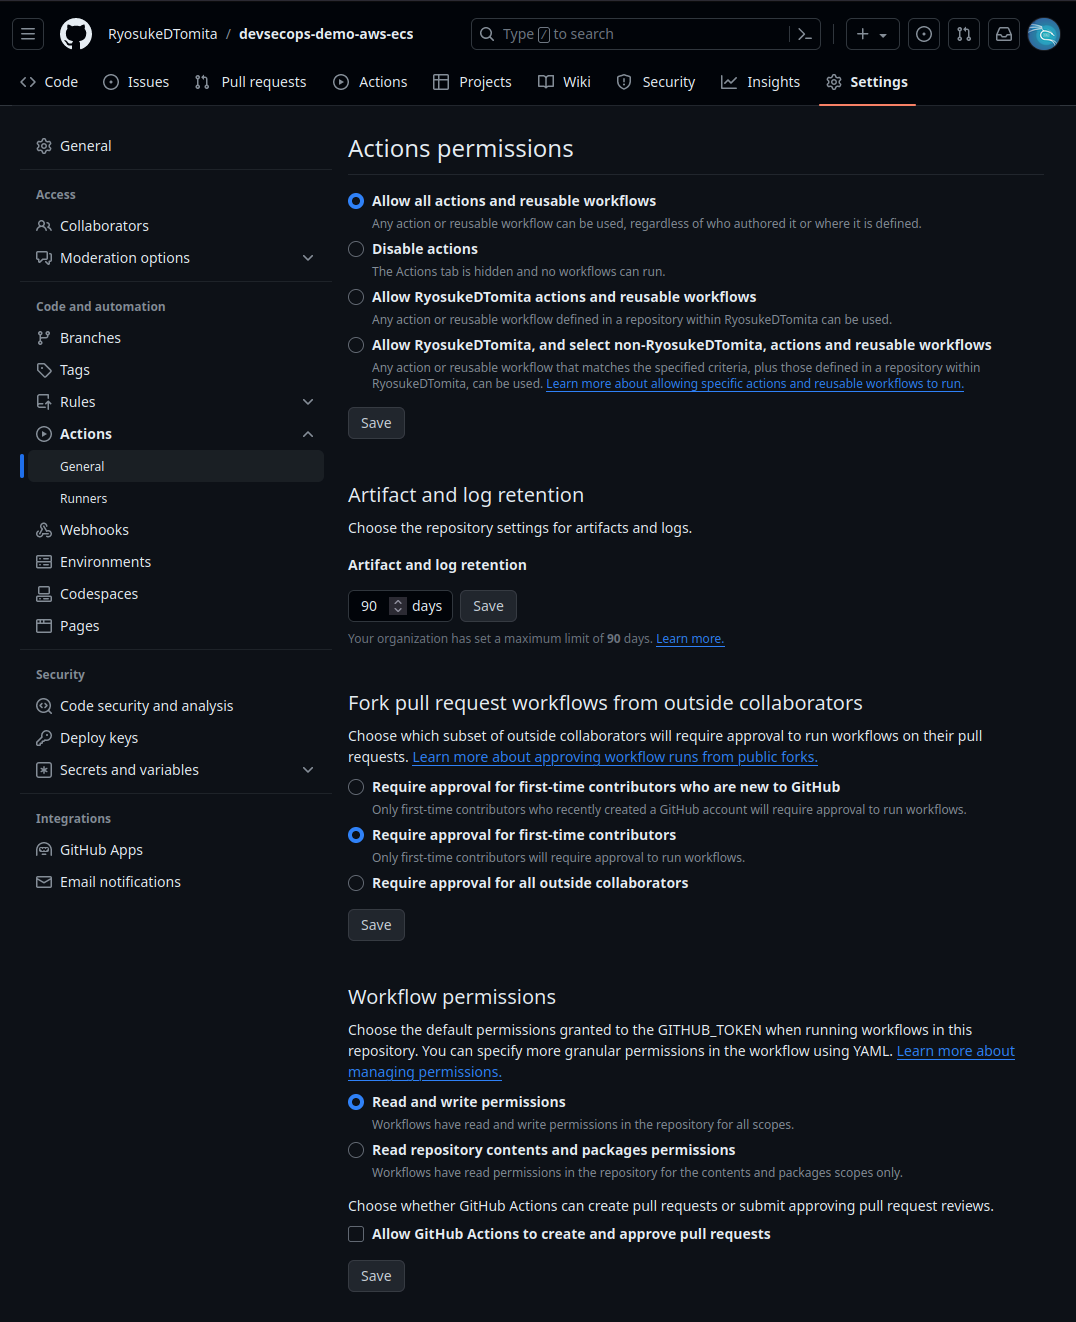 RyosukeDTomita / devsecops-demo-aws-ecs
Type / to search
Code
Issues
Pull requests
Actions
Projects
Wiki
Security
Insights
Settings
General
Access
Collaborators
Moderation options
Code and automation
Branches
Tags
Rules
Actions
General
Runners
Webhooks
Environments
Codespaces
Pages
Security
Code security and analysis
Deploy keys
Secrets and variables
Integrations
GitHub Apps
Email notifications
Actions permissions
Allow all actions and reusable workflows
Any action or reusable workflow can be used, regardless of who authored it or where it is defined.
Disable actions
The Actions tab is hidden and no workflows can run.
Allow RyosukeDTomita actions and reusable workflows
Any action or reusable workflow defined in a repository within RyosukeDTomita can be used.
Allow RyosukeDTomita, and select non-RyosukeDTomita, actions and reusable workflows
Any action or reusable workflow that matches the specified criteria, plus those defined in a repository within
RyosukeDTomita, can be used. Learn more about allowing specific actions and reusable workflows to run.
Save
Artifact and log retention
Choose the repository settings for artifacts and logs.
Artifact and log retention
90 days Save
Your organization has set a maximum limit of 90 days. Learn more.
Fork pull request workflows from outside collaborators
Choose which subset of outside collaborators will require approval to run workflows on their pull
requests. Learn more about approving workflow runs from public forks.
Require approval for first-time contributors who are new to GitHub
Only first-time contributors who recently created a GitHub account will require approval to run workflows.
Require approval for first-time contributors
Only first-time contributors will require approval to run workflows.
Require approval for all outside collaborators
Save
Workflow permissions
Choose the default permissions granted to the GITHUB_TOKEN when running workflows in this
repository. You can specify more granular permissions in the workflow using YAML. Learn more about
managing permissions.
Read and write permissions
Workflows have read and write permissions in the repository for all scopes.
Read repository contents and packages permissions
Workflows have read permissions in the repository for the contents and packages scopes only.
Choose whether GitHub Actions can create pull requests or submit approving pull request reviews.
Allow GitHub Actions to create and approve pull requests
Save